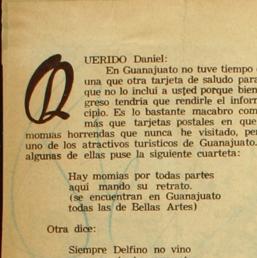 QUERIDO Daniel:
En Guanajuato no tuve tiempo
una que otra tarjeta de saludo para
que no lo incluí a usted porque bien
greso tendría que rendirle el infor
cipio. Es lo bastante macabro com
más que tarjetas postales en que
momias horrendas que nunca he visitado, pe
uno de los atractivos turísticos de Guanajuato.
algunas de ellas puse la siguiente cuarteta:
Hay momias por todas partes
aquí mando su retrato.
(se encuentran en Guanajuato
todas las de Bellas Artes)
Otra dice:
Siempre Delfino no vino